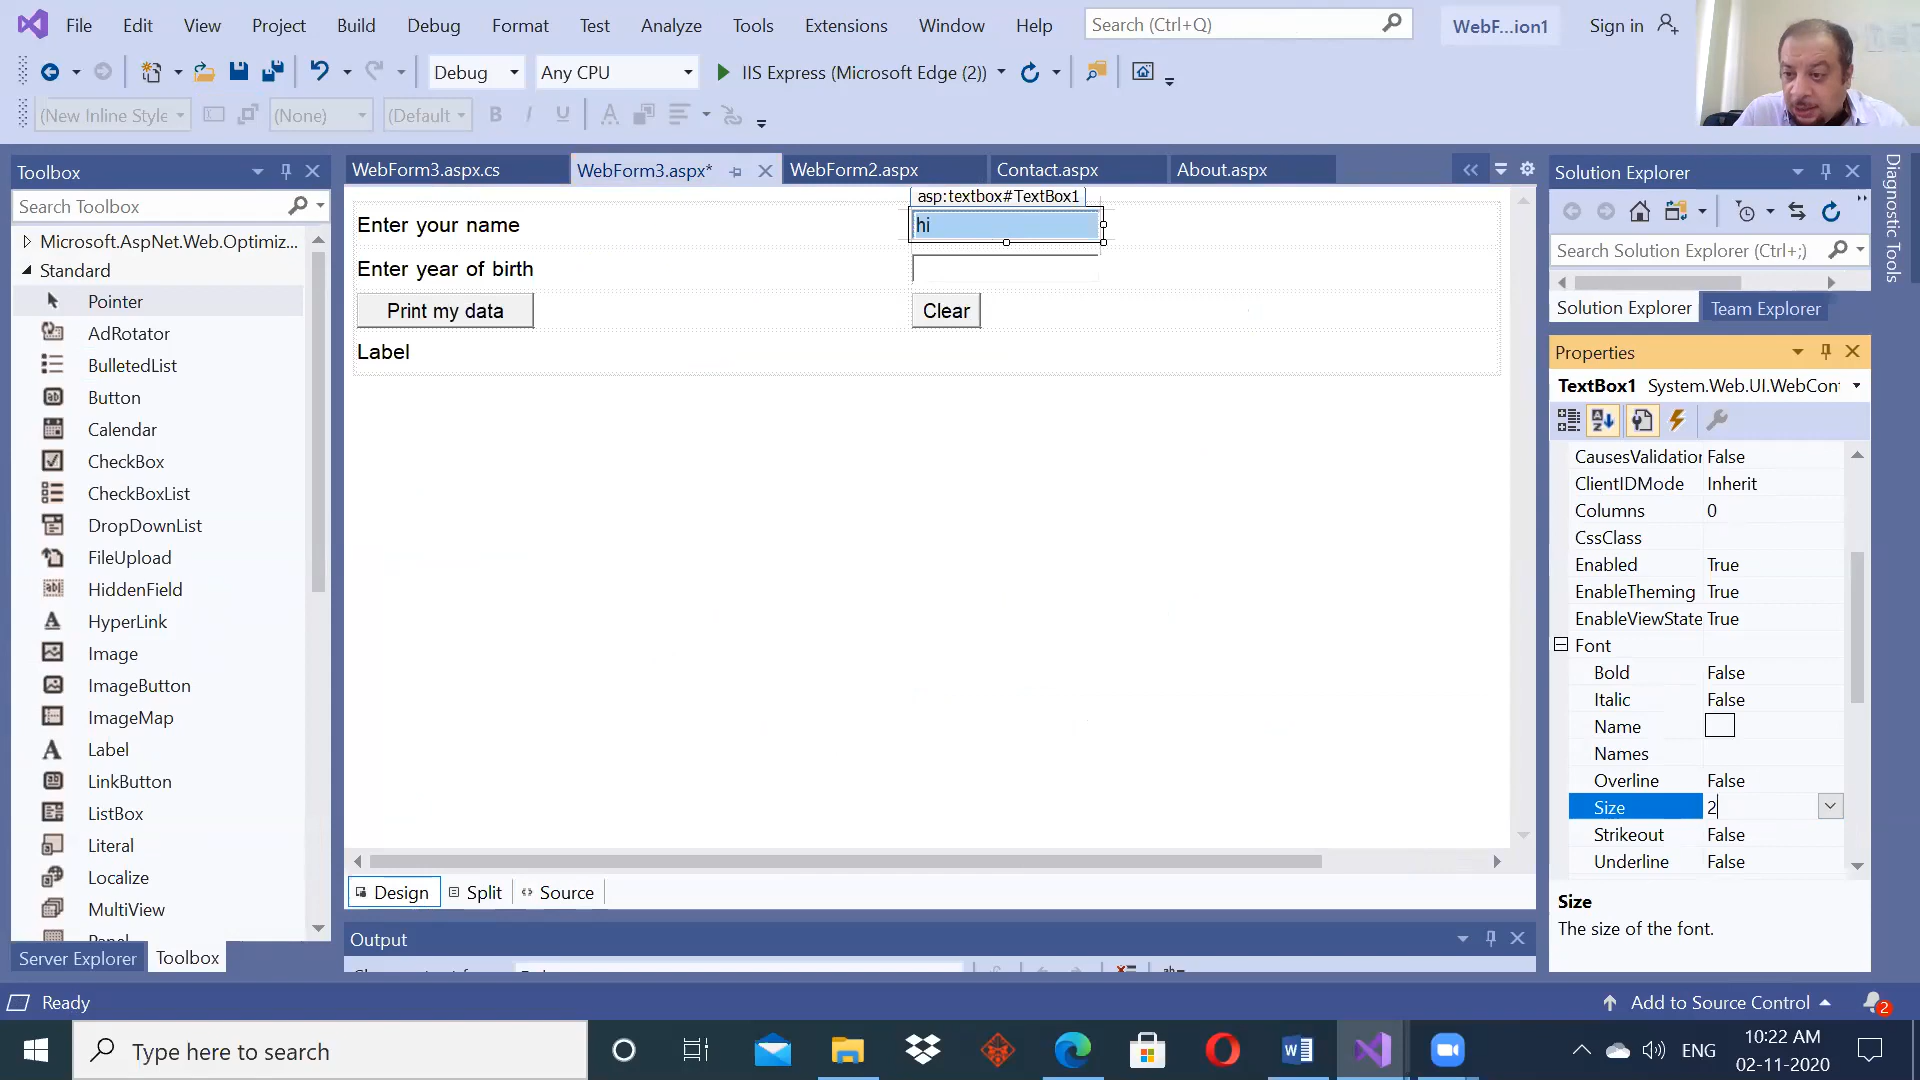 File Edit View Project Build Debug Format Test Analyze Tools Extensions Window Help Search (Ctrl+Q) WebF...ion1 Sign in
Debug Any CPU IIS Express (Microsoft Edge (2))
(New Inline Style (None) (Default B I U A
Toolbox
Search Toolbox
Microsoft.AspNet.Web.Optimiz...
Standard
Pointer
AdRotator
BulletedList
Button
Calendar
CheckBox
CheckBoxList
DropDownList
FileUpload
HiddenField
HyperLink
Image
ImageButton
ImageMap
Label
LinkButton
ListBox
Literal
Localize
MultiView
Server Explorer Toolbox
WebForm3.aspx.cs WebForm3.aspx* WebForm2.aspx Contact.aspx About.aspx
asp:textbox#TextBox1
Enter your name hi
Enter year of birth
Print my data Clear
Label
Design Split Source
Output
Solution Explorer
Search Solution Explorer (Ctrl+;)
Solution Explorer Team Explorer
Properties
TextBox1 System.Web.UI.WebCon
CausesValidation False
ClientIDMode Inherit
Columns 0
CssClass
Enabled True
EnableTheming True
EnableViewState True
Font
Bold False
Italic False
Name
Names
Overline False
Size 2
Strikeout False
Underline False
Size
The size of the font.
Diagnostic Tools
Ready Add to Source Control 2
Type here to search ENG 10:22 AM
02-11-2020